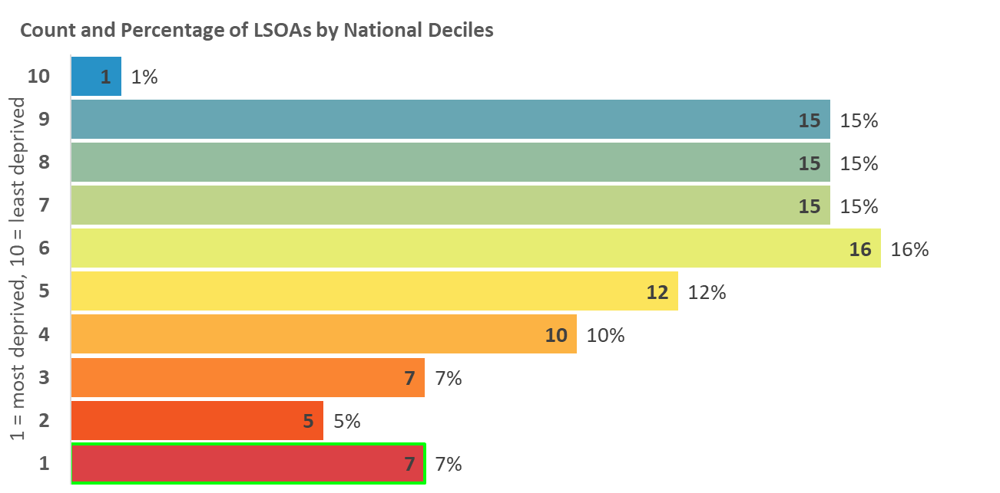 Count and Percentage of LSOAs by National Deciles
1 = most deprived, 10 = least deprived
10 1 1%
9 15 15%
8 15 15%
7 15 15%
6 16 16%
5 12 12%
4 10 10%
3 7 7%
2 5 5%
1 7 7%